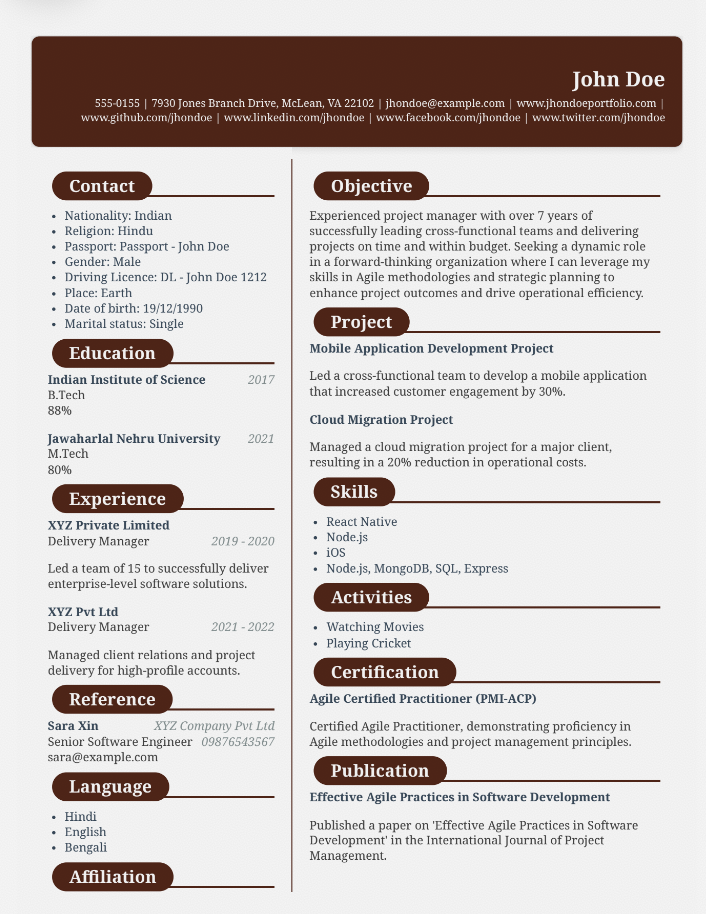 John Doe
555-0155 | 7930 Jones Branch Drive, McLean, VA 22102 | jhondoe@example.com | www.jhondoeportfolio.com |
www.github.com/jhondoe | www.linkedin.com/jhondoe | www.facebook.com/jhondoe | www.twitter.com/jhondoe
Contact
• Nationality: Indian
• Religion: Hindu
• Passport: Passport - John Doe
• Gender: Male
• Driving Licence: DL - John Doe 1212
• Place: Earth
• Date of birth: 19/12/1990
• Marital status: Single
Education
Indian Institute of Science 2017
B.Tech
88%
Jawaharlal Nehru University 2021
M.Tech
80%
Experience
XYZ Private Limited
Delivery Manager 2019 - 2020
Led a team of 15 to successfully deliver
enterprise-level software solutions.
XYZ Pvt Ltd
Delivery Manager 2021 - 2022
Managed client relations and project
delivery for high-profile accounts.
Reference
Sara Xin XYZ Company Pvt Ltd
Senior Software Engineer 09876543567
sara@example.com
Language
• Hindi
• English
• Bengali
Affiliation
Objective
Experienced project manager with over 7 years of
successfully leading cross-functional teams and delivering
projects on time and within budget. Seeking a dynamic role
in a forward-thinking organization where I can leverage my
skills in Agile methodologies and strategic planning to
enhance project outcomes and drive operational efficiency.
Project
Mobile Application Development Project
Led a cross-functional team to develop a mobile application
that increased customer engagement by 30%.
Cloud Migration Project
Managed a cloud migration project for a major client,
resulting in a 20% reduction in operational costs.
Skills
• React Native
• Node.js
• iOS
• Node.js, MongoDB, SQL, Express
Activities
• Watching Movies
• Playing Cricket
Certification
Agile Certified Practitioner (PMI-ACP)
Certified Agile Practitioner, demonstrating proficiency in
Agile methodologies and project management principles.
Publication
Effective Agile Practices in Software Development
Published a paper on 'Effective Agile Practices in Software
Development' in the International Journal of Project
Management.